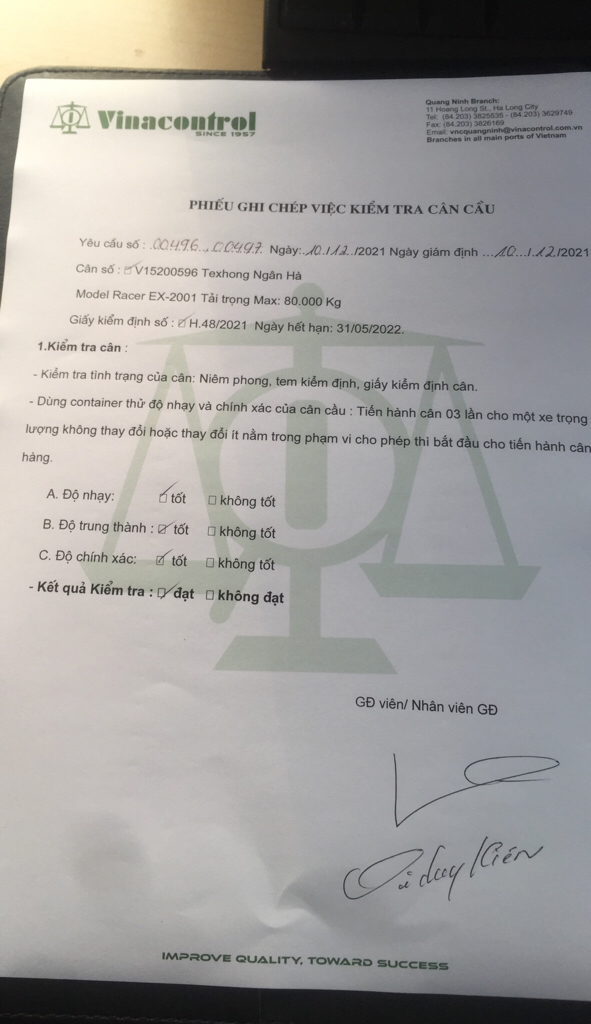 Vinacontrol
SINCE 1957
Quang Ninh Branch:
11 Hoang Long St., Ha Long City
Tel: (84.203) 3825535 - (84.203) 3629749
Fax: (84.203) 3826169
Email: vncquangninh@vinacontrol.com.vn
Branches in all main ports of Vietnam
PHIẾU GHI CHÉP VIỆC KIỂM TRA CÂN CẦU
Yêu cầu số : 00496...00497. Ngày: 10/12/2021 Ngày giám định ...10.../12/2021
Cân số : ☑V15200596 Texhong Ngân Hà
Model Racer EX-2001 Tải trọng Max: 80.000 Kg
Giấy kiểm định số : ☑ H.48/2021 Ngày hết hạn: 31/05/2022.
1.Kiểm tra cân :
- Kiểm tra tình trạng của cân: Niêm phong, tem kiểm định, giấy kiểm định cân.
- Dùng container thử độ nhạy và chính xác của cân cầu : Tiến hành cân 03 lần cho một xe trọng
lượng không thay đổi hoặc thay đổi ít nằm trong phạm vi cho phép thì bắt đầu cho tiến hành cân
hàng.
A. Độ nhạy: ☑ tốt ☐ không tốt
B. Độ trung thành : ☑ tốt ☐ không tốt
C. Độ chính xác: ☑ tốt ☐ không tốt
- Kết quả Kiểm tra : ☑ đạt ☐ không đạt
GĐ viên/ Nhân viên GĐ
duy Kiên
IMPROVE QUALITY, TOWARD SUCCESS